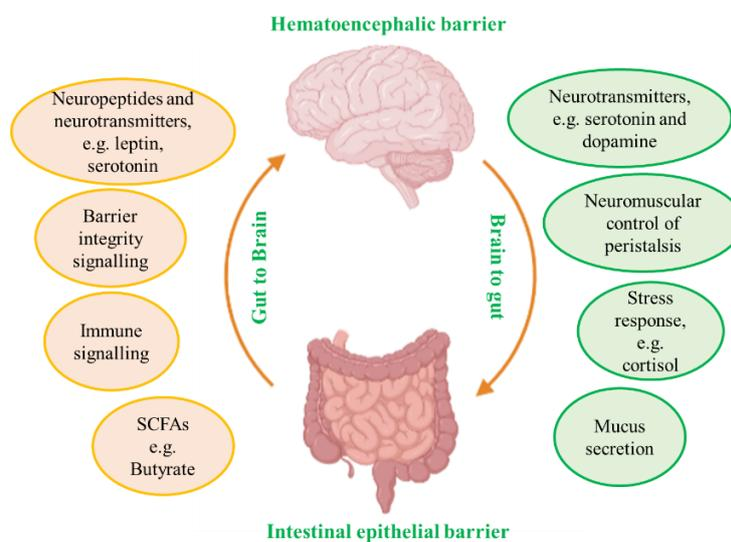 Hematoencephalic barrier
Neuropeptides and
neurotransmitters,
e.g. leptin,
serotonin
Barrier
integrity
signalling
Immune
signalling
SCFAs
e.g.
Butyrate
Gut to Brain
Brain to gut
Neurotransmitters,
e.g. serotonin and
dopamine
Neuromuscular
control of
peristalsis
Stress
response,
e.g.
cortisol
Mucus
secretion
Intestinal epithelial barrier